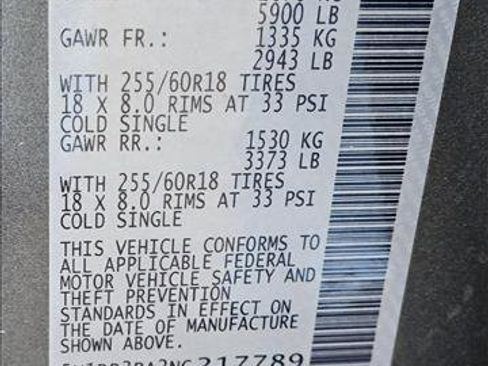 5900 LB
GAWR FR.: 1335 KG
2943 LB
WITH 255/60R18 TIRES
18 X 8.0 RIMS AT 33 PSI
COLD SINGLE
GAWR RR.: 1530 KG
3373 LB
WITH 255/60R18 TIRES
18 X 8.0 RIMS AT 33 PSI
COLD SINGLE
THIS VEHICLE CONFORMS TO
ALL APPLICABLE FEDERAL
MOTOR VEHICLE SAFETY AND
THEFT PREVENTION
STANDARDS IN EFFECT ON
THE DATE OF MANUFACTURE
SHOWN ABOVE.
217789